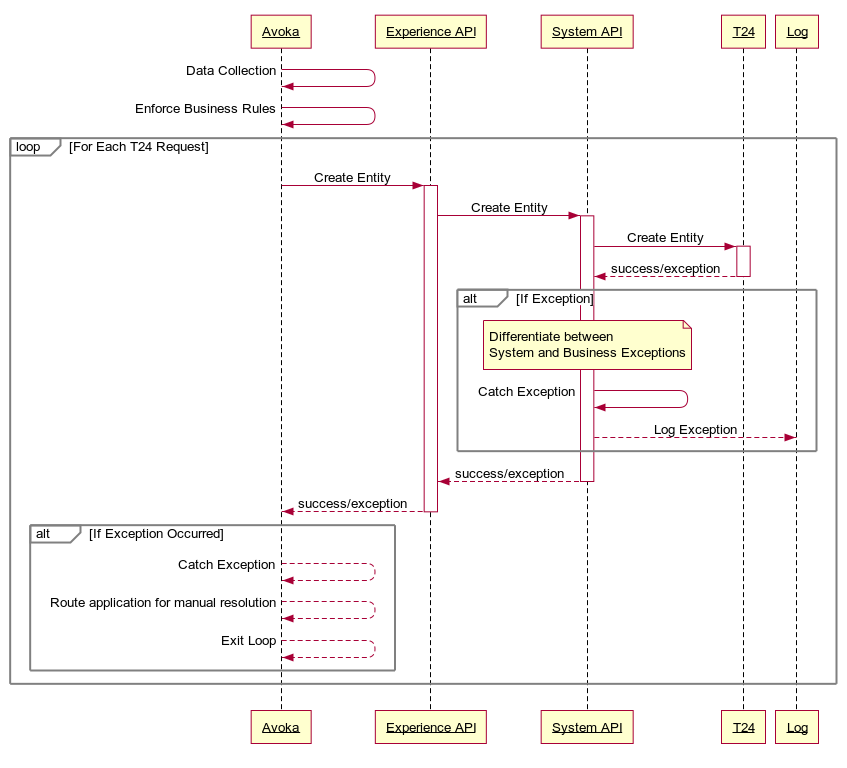 Avoka
Experience API
System API
T24
Log
Data Collection
Enforce Business Rules
loop
[For Each T24 Request]
Create Entity
Create Entity
Create Entity
success/exception
alt
[If Exception]
Differentiate between
System and Business Exceptions
Catch Exception
Log Exception
success/exception
success/exception
alt
[If Exception Occurred]
Catch Exception
Route application for manual resolution
Exit Loop
Avoka
Experience API
System API
T24
Log